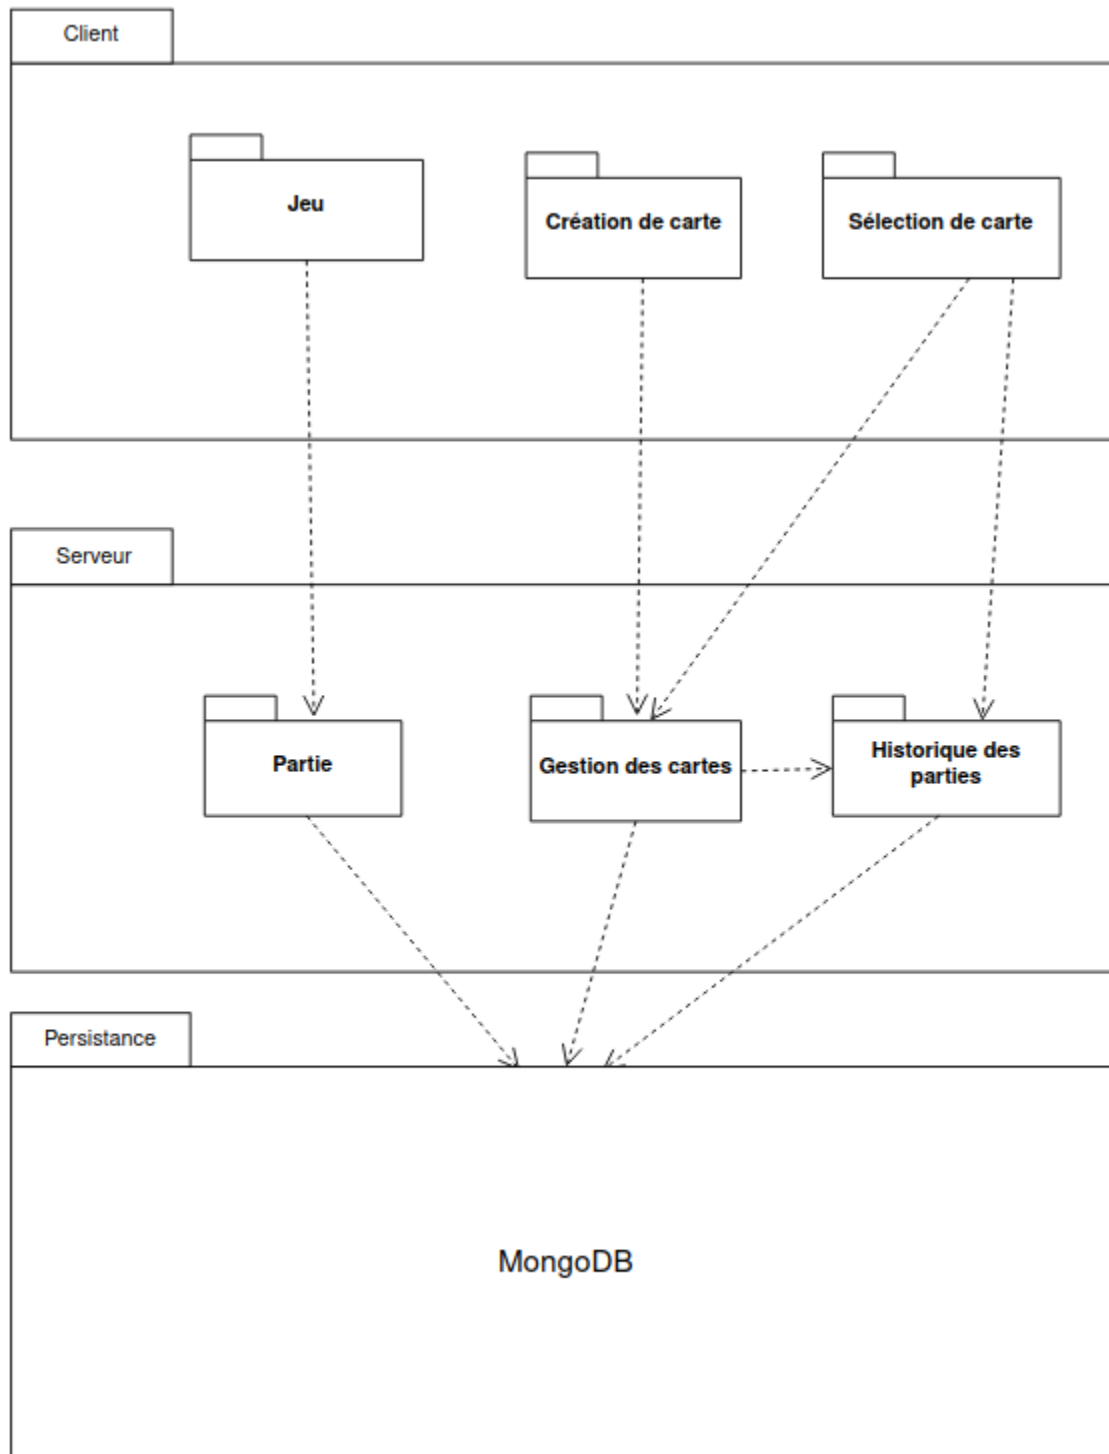 Client
Jeu
Création de carte
Sélection de carte
Serveur
Partie
Gestion des cartes
Historique des
parties
Persistance
MongoDB